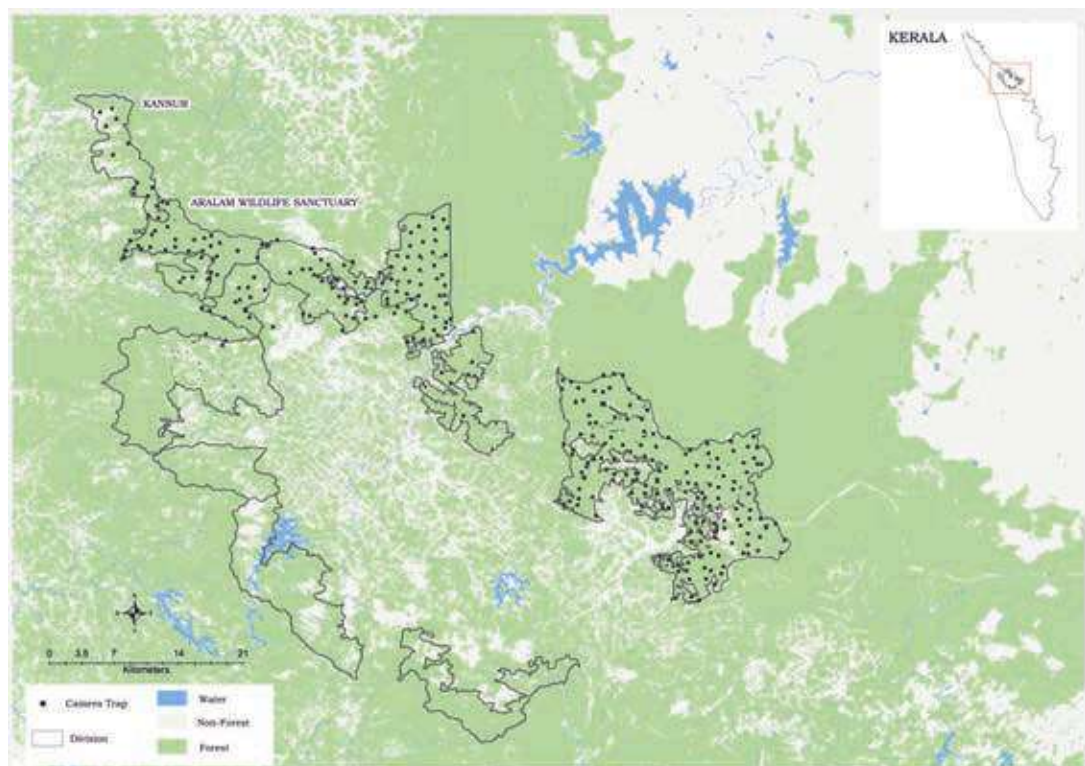 KERALA
KANNUR
ARALAM WILDLIFE SANCTUARY
0 3.5 7 14 21
Kilometers
Camera Trap
Division
Water
Non-Forest
Forest